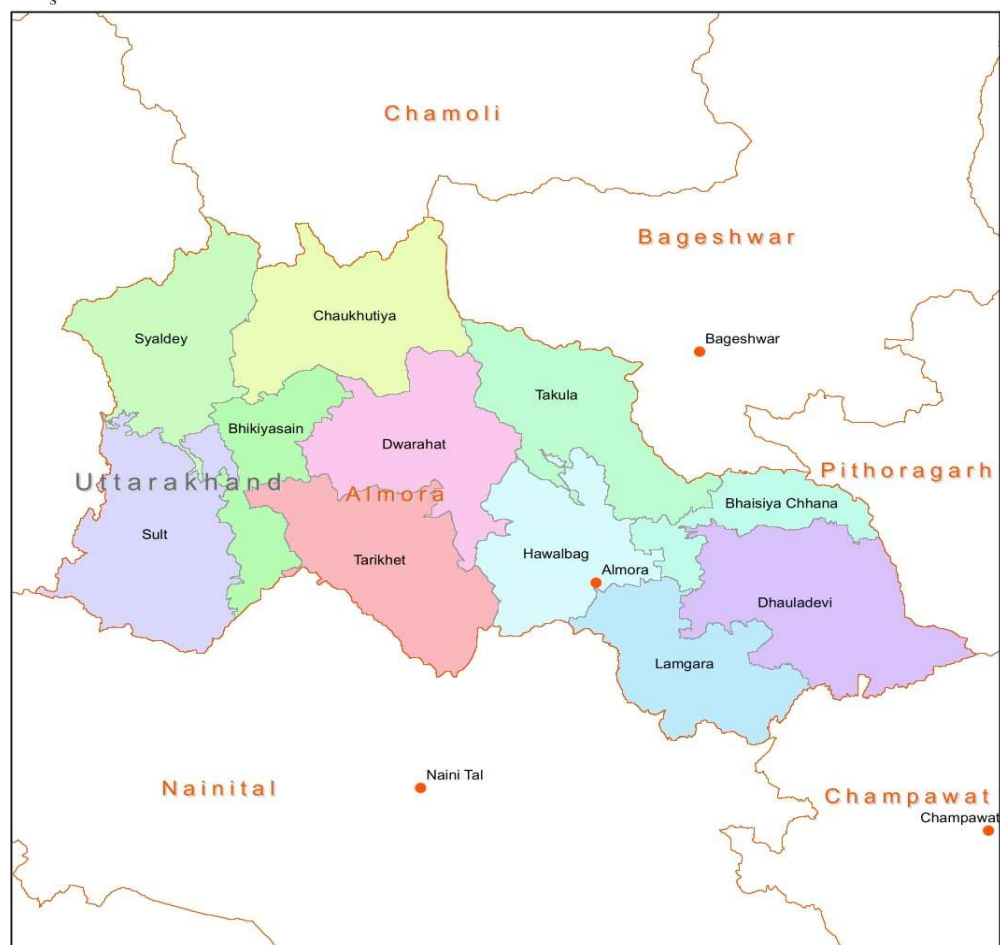 s
Chamoli
Bageshwar
Chaukhutiya
Syaldey
Bageshwar
Takula
Bhikiyasain
Dwarahat
Pithoragarh
Uttarakhand
Almora
Bhaisiya Chhana
Sult
Tarikhet
Hawalbag
Almora
Dhauladevi
Lamgara
Naini Tal
Nainital
Champawat
Champawat